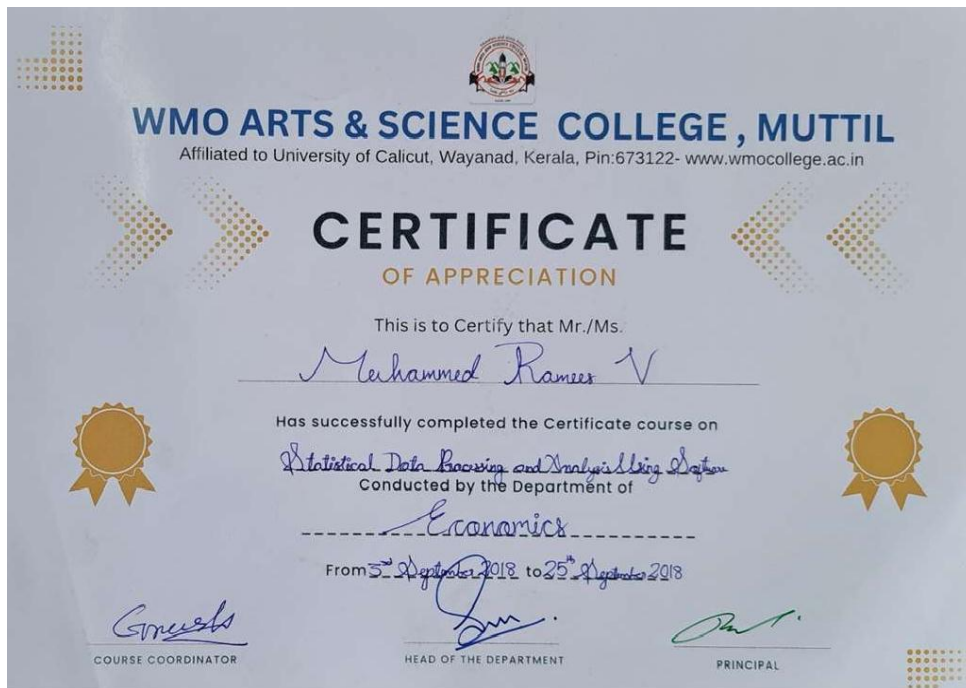 WMO ARTS & SCIENCE COLLEGE , MUTTIL
Affiliated to University of Calicut, Wayanad, Kerala, Pin:673122- www.wmocollege.ac.in
CERTIFICATE
OF APPRECIATION
This is to Certify that Mr./Ms.
Muhammed Ramees V
Has successfully completed the Certificate course on
Statistical Data Processing and Analysis Using Software
Conducted by the Department of
Economics
From 3rd September 2018 to 25th September 2018
COURSE COORDINATOR
HEAD OF THE DEPARTMENT
PRINCIPAL